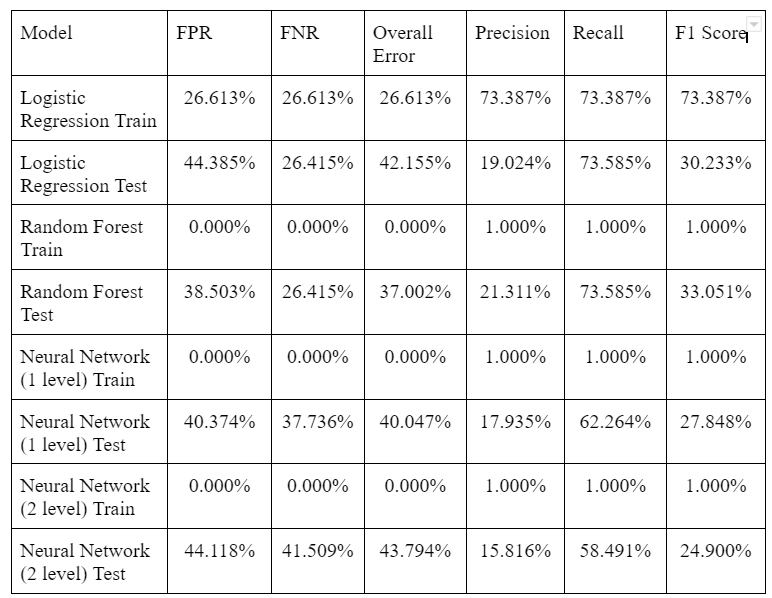 Model FPR FNR Overall Error Precision Recall F1 Score
Logistic Regression Train 26.613% 26.613% 26.613% 73.387% 73.387% 73.387%
Logistic Regression Test 44.385% 26.415% 42.155% 19.024% 73.585% 30.233%
Random Forest Train 0.000% 0.000% 0.000% 1.000% 1.000% 1.000%
Random Forest Test 38.503% 26.415% 37.002% 21.311% 73.585% 33.051%
Neural Network (1 level) Train 0.000% 0.000% 0.000% 1.000% 1.000% 1.000%
Neural Network (1 level) Test 40.374% 37.736% 40.047% 17.935% 62.264% 27.848%
Neural Network (2 level) Train 0.000% 0.000% 0.000% 1.000% 1.000% 1.000%
Neural Network (2 level) Test 44.118% 41.509% 43.794% 15.816% 58.491% 24.900%